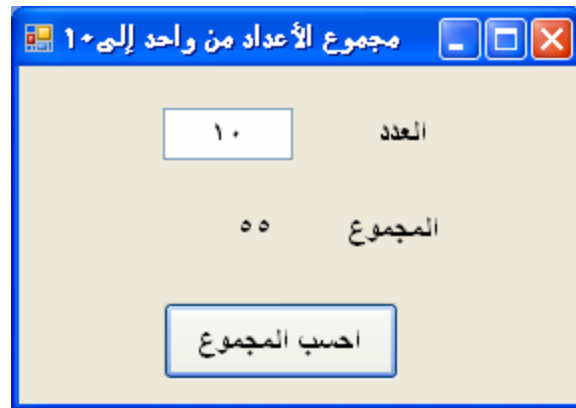 مجموع الأعداد من واحد إلى١٠
العدد ١٠
المجموع ٥٥
احسب المجموع